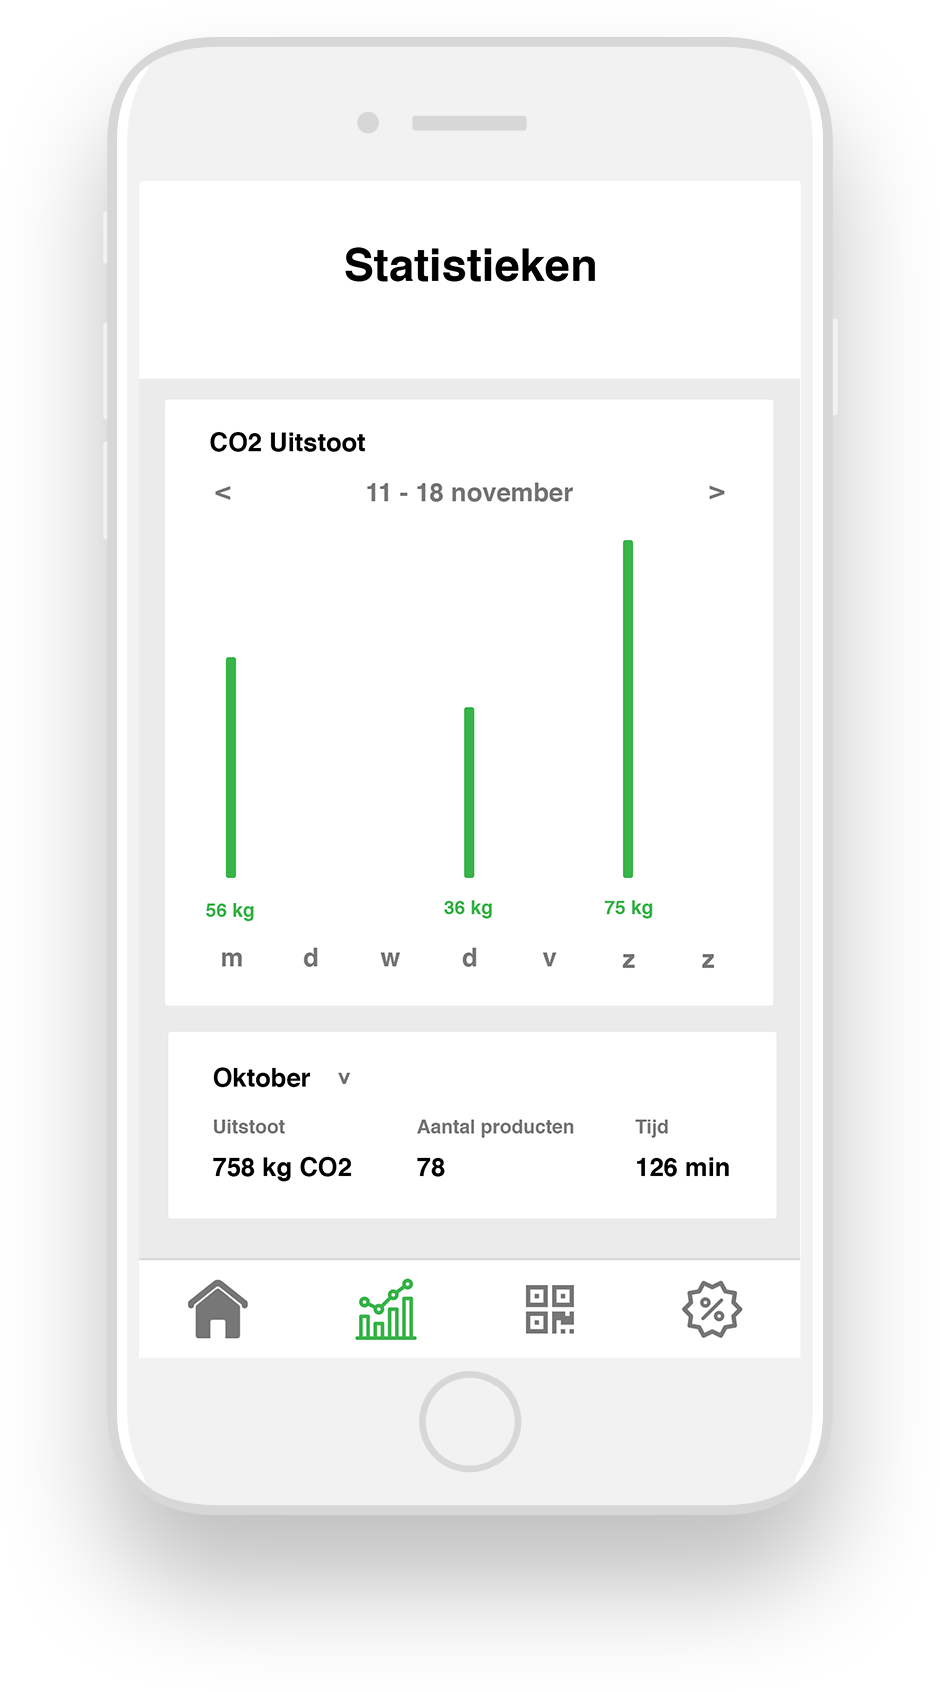 Statistieken
CO2 Uitstoot
< 11 - 18 november >
56 kg 36 kg 75 kg
m d w d v z z
Oktober v
Uitstoot Aantal producten Tijd
758 kg CO2 78 126 min